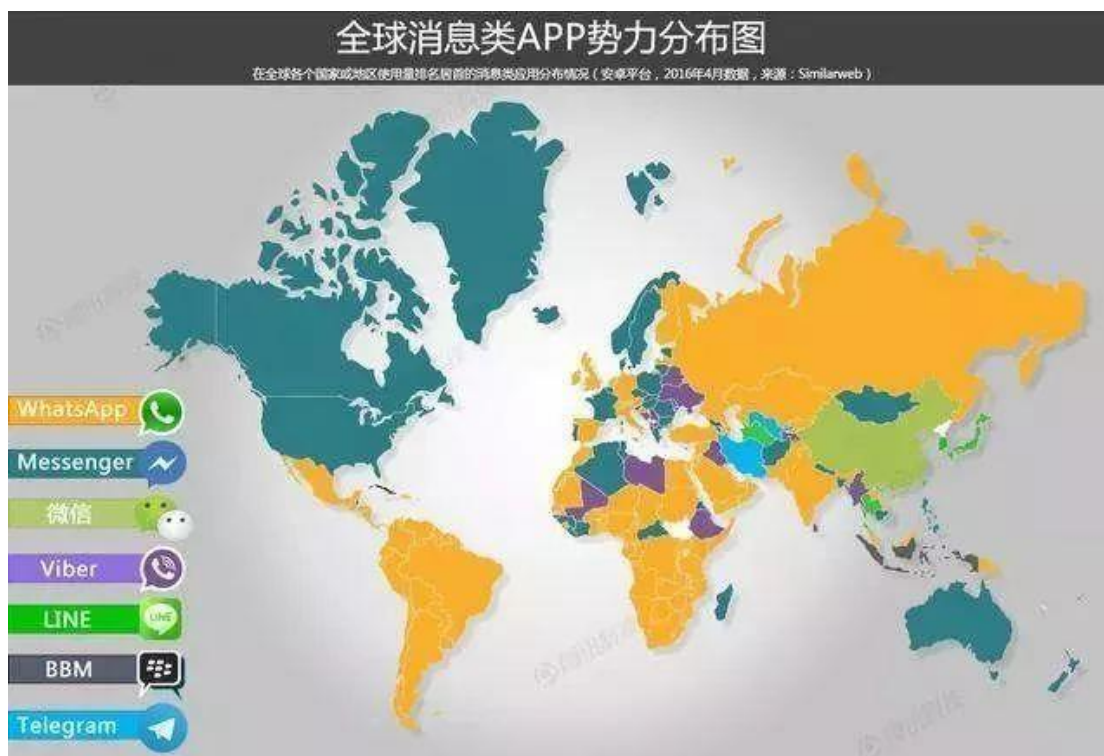 全球消息类APP势力分布图
在全球各个国家或地区使用量排名居首的消息类应用分布情况（安卓平台，2016年4月数据，来源：Similarweb）
WhatsApp
Messenger
微信
Viber
LINE
LINE
BBM
Telegram